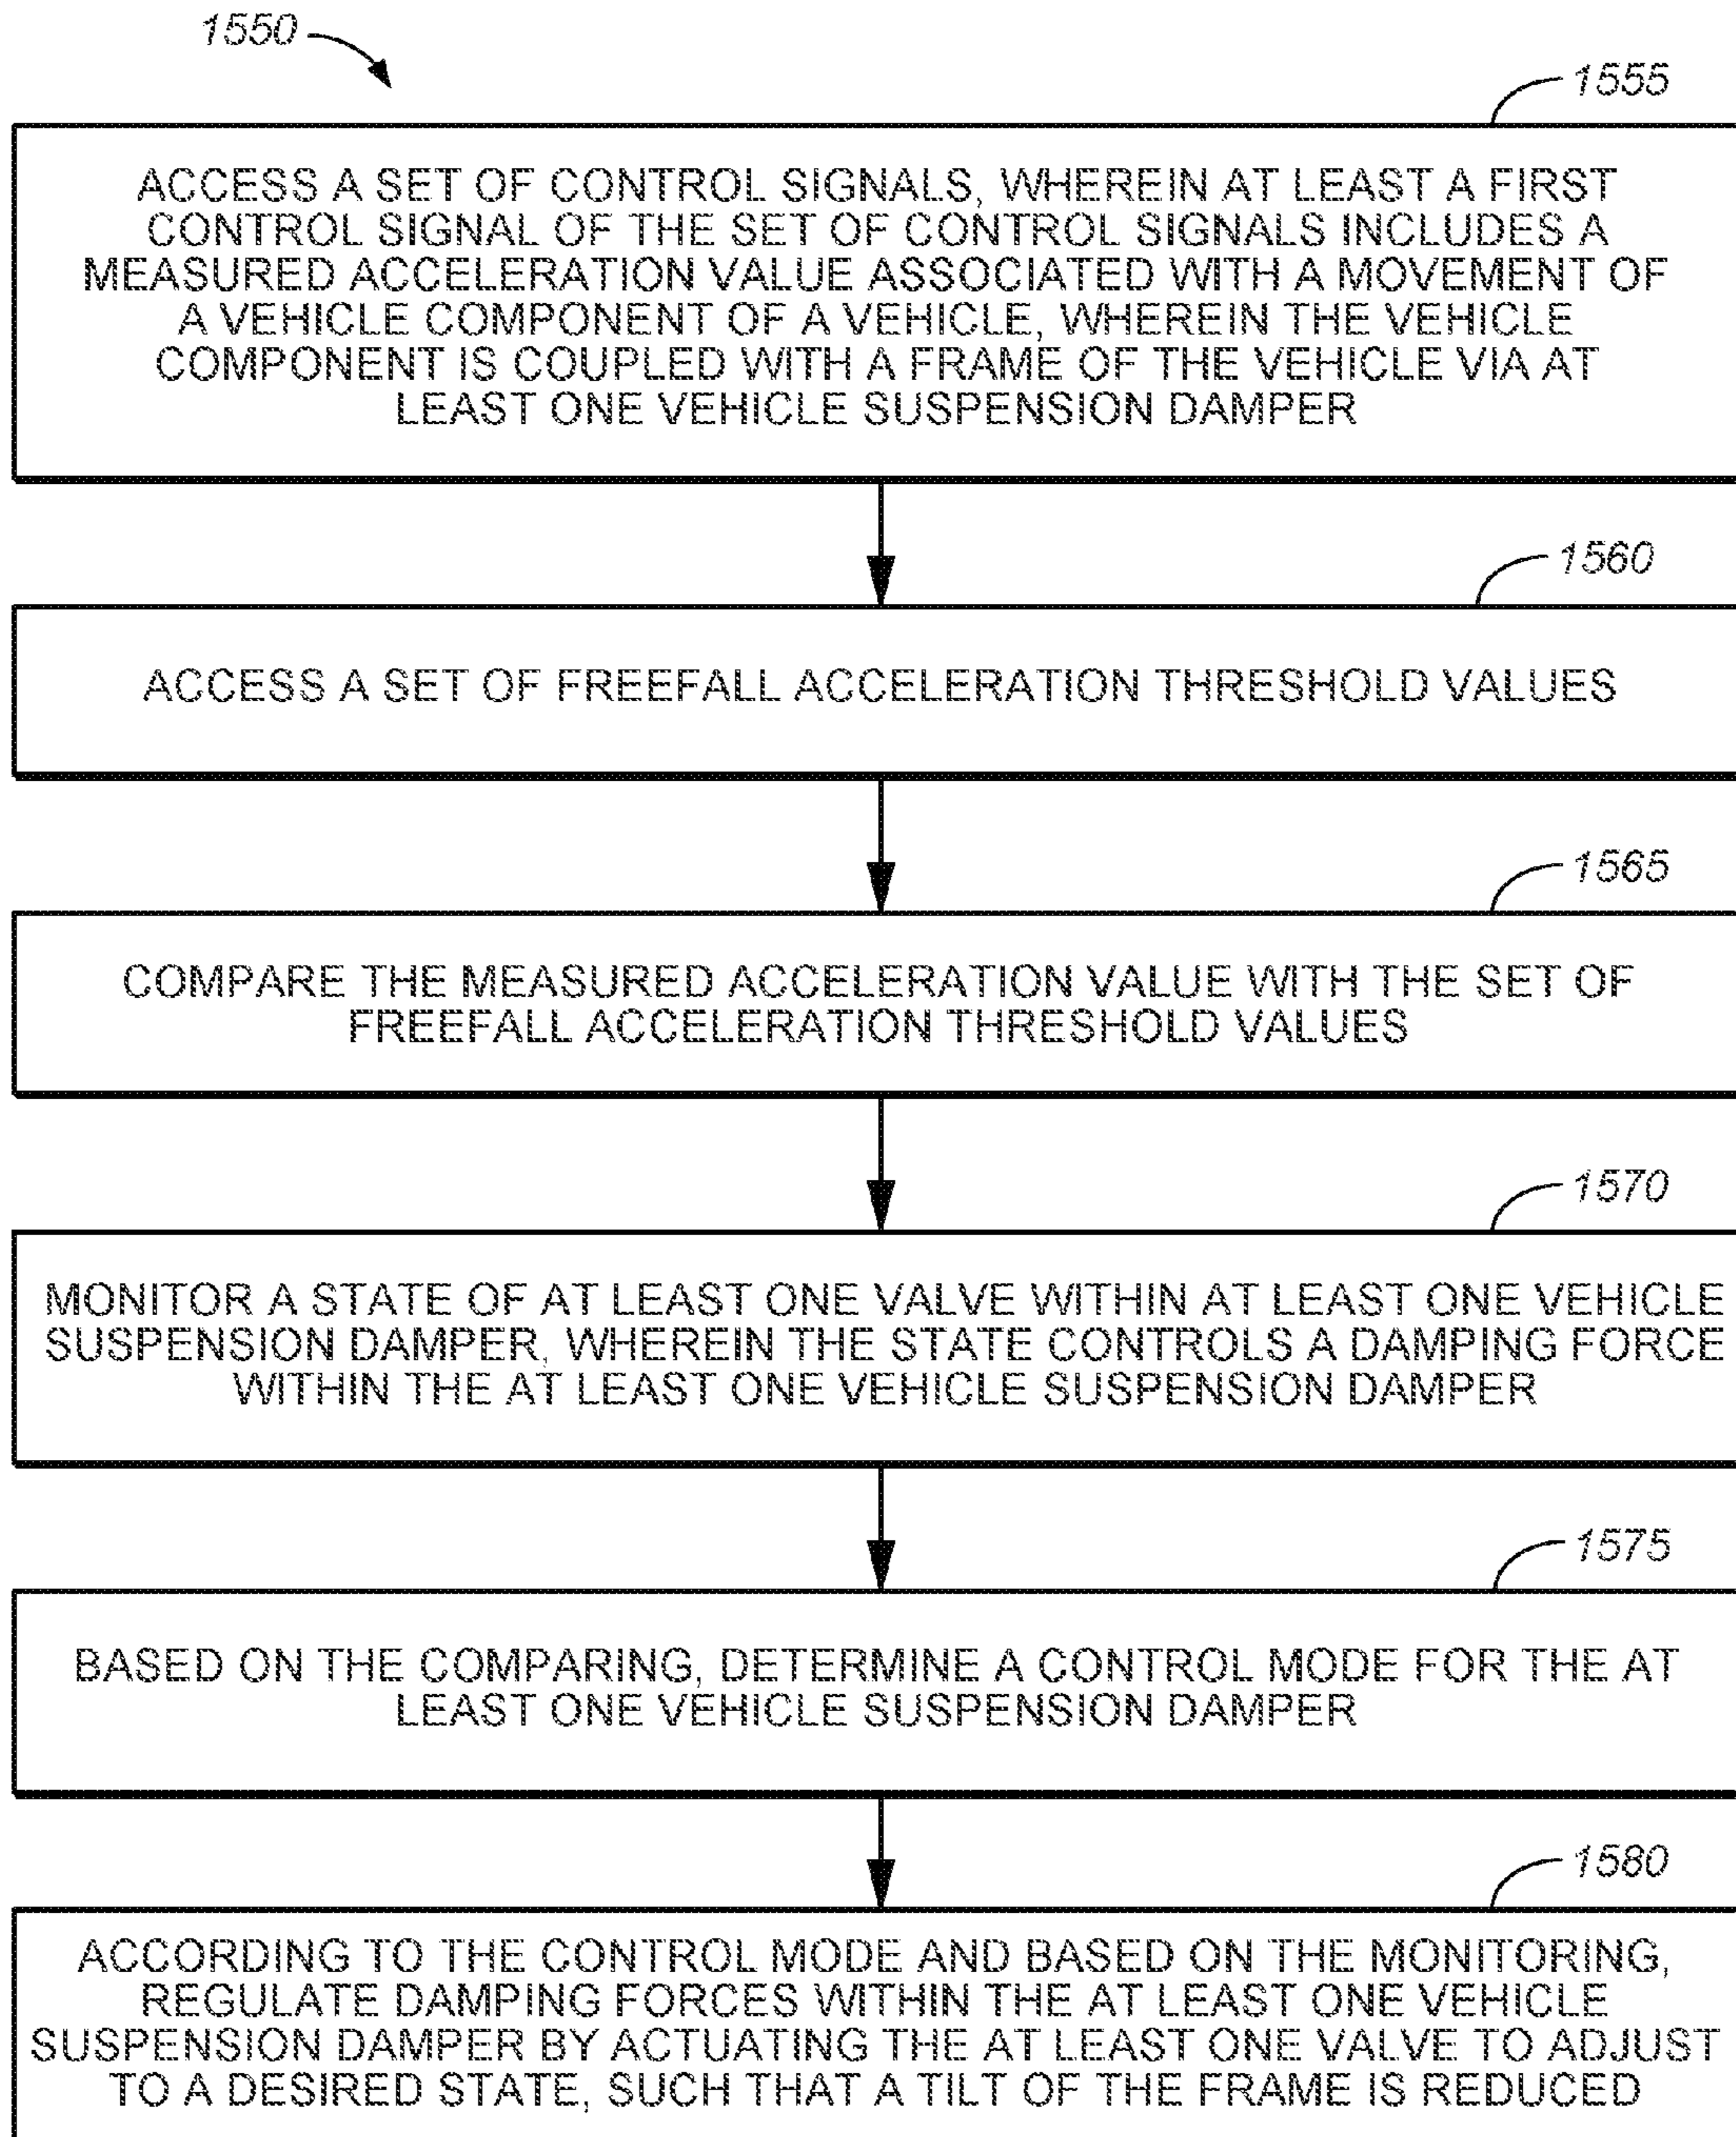 1550
1555
ACCESS A SET OF CONTROL SIGNALS, WHEREIN AT LEAST A FIRST
CONTROL SIGNAL OF THE SET OF CONTROL SIGNALS INCLUDES A
MEASURED ACCELERATION VALUE ASSOCIATED WITH A MOVEMENT OF
A VEHICLE COMPONENT OF A VEHICLE, WHEREIN THE VEHICLE
COMPONENT IS COUPLED WITH A FRAME OF THE VEHICLE VIA AT
LEAST ONE VEHICLE SUSPENSION DAMPER
1560
ACCESS A SET OF FREEFALL ACCELERATION THRESHOLD VALUES
1565
COMPARE THE MEASURED ACCELERATION VALUE WITH THE SET OF
FREEFALL ACCELERATION THRESHOLD VALUES
1570
MONITOR A STATE OF AT LEAST ONE VALVE WITHIN AT LEAST ONE VEHICLE
SUSPENSION DAMPER, WHEREIN THE STATE CONTROLS A DAMPING FORCE
WITHIN THE AT LEAST ONE VEHICLE SUSPENSION DAMPER
1575
BASED ON THE COMPARING, DETERMINE A CONTROL MODE FOR THE AT
LEAST ONE VEHICLE SUSPENSION DAMPER
1580
ACCORDING TO THE CONTROL MODE AND BASED ON THE MONITORING,
REGULATE DAMPING FORCES WITHIN THE AT LEAST ONE VEHICLE
SUSPENSION DAMPER BY ACTUATING THE AT LEAST ONE VALVE TO ADJUST
TO A DESIRED STATE, SUCH THAT A TILT OF THE FRAME IS REDUCED